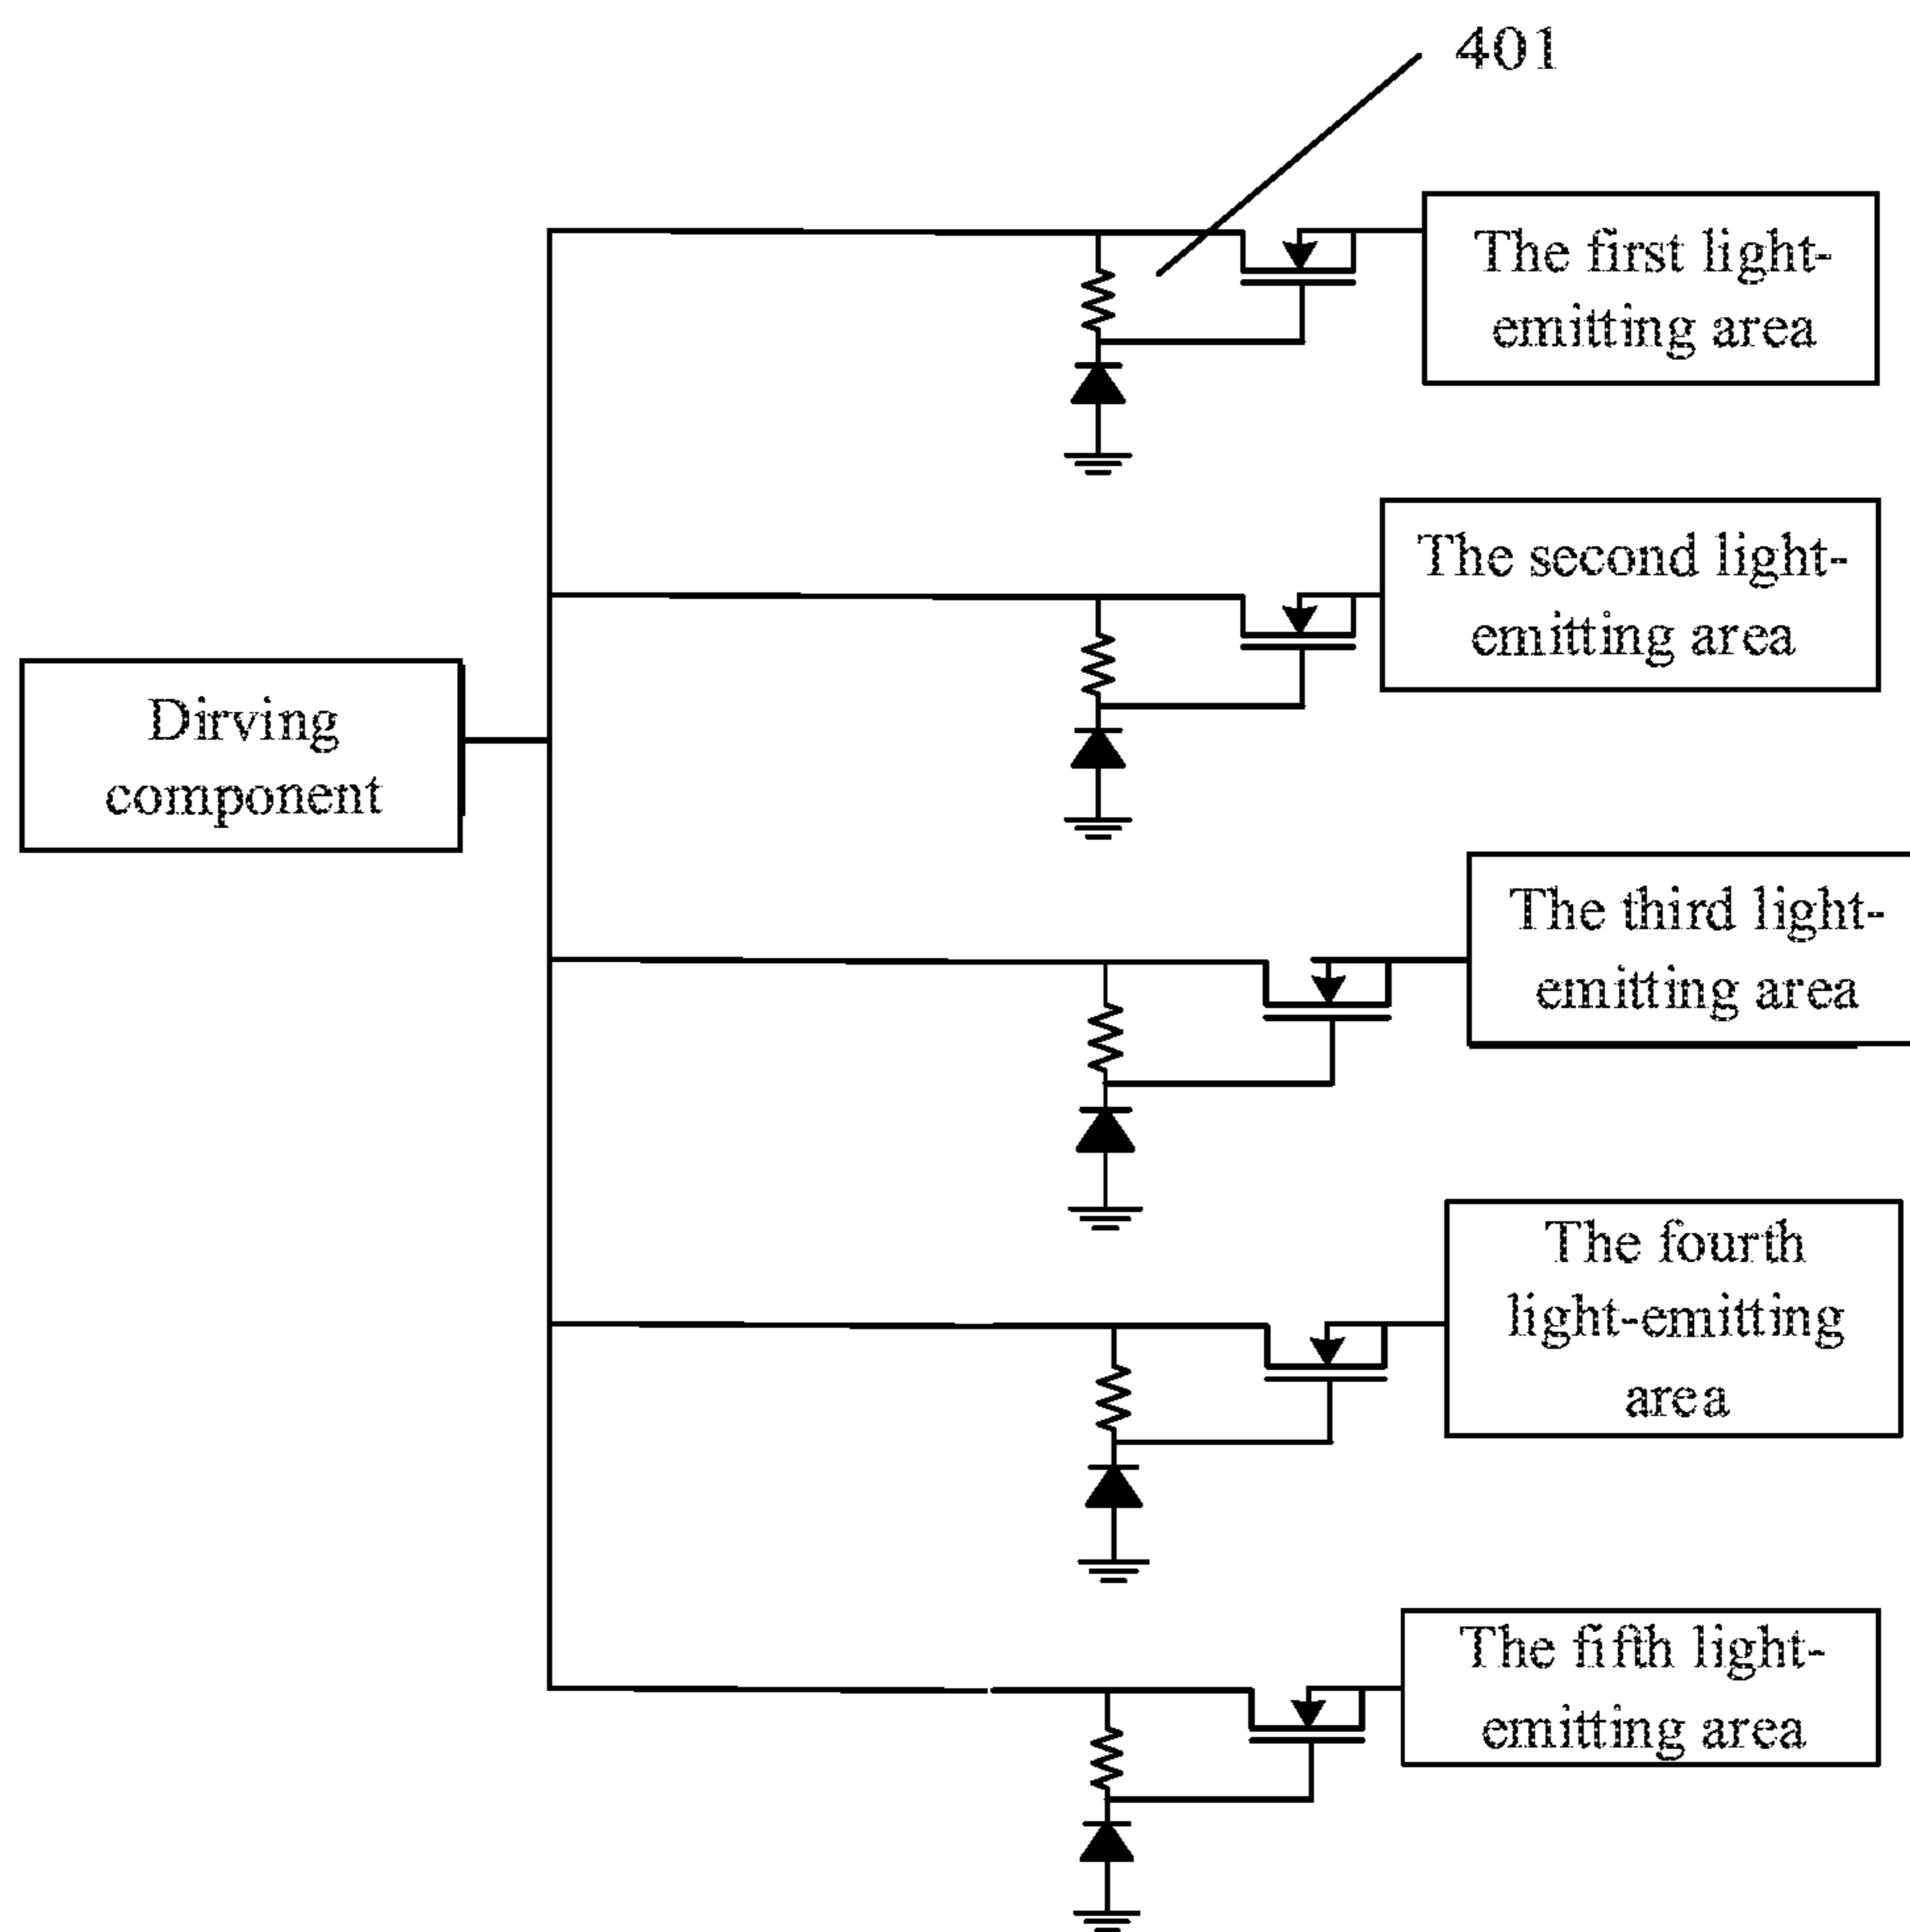 401
The first light-
emitting area
The second light-
emitting area
Dirving
component
The third light-
emitting area
The fourth
light-emitting
area
The fifth light-
emitting area